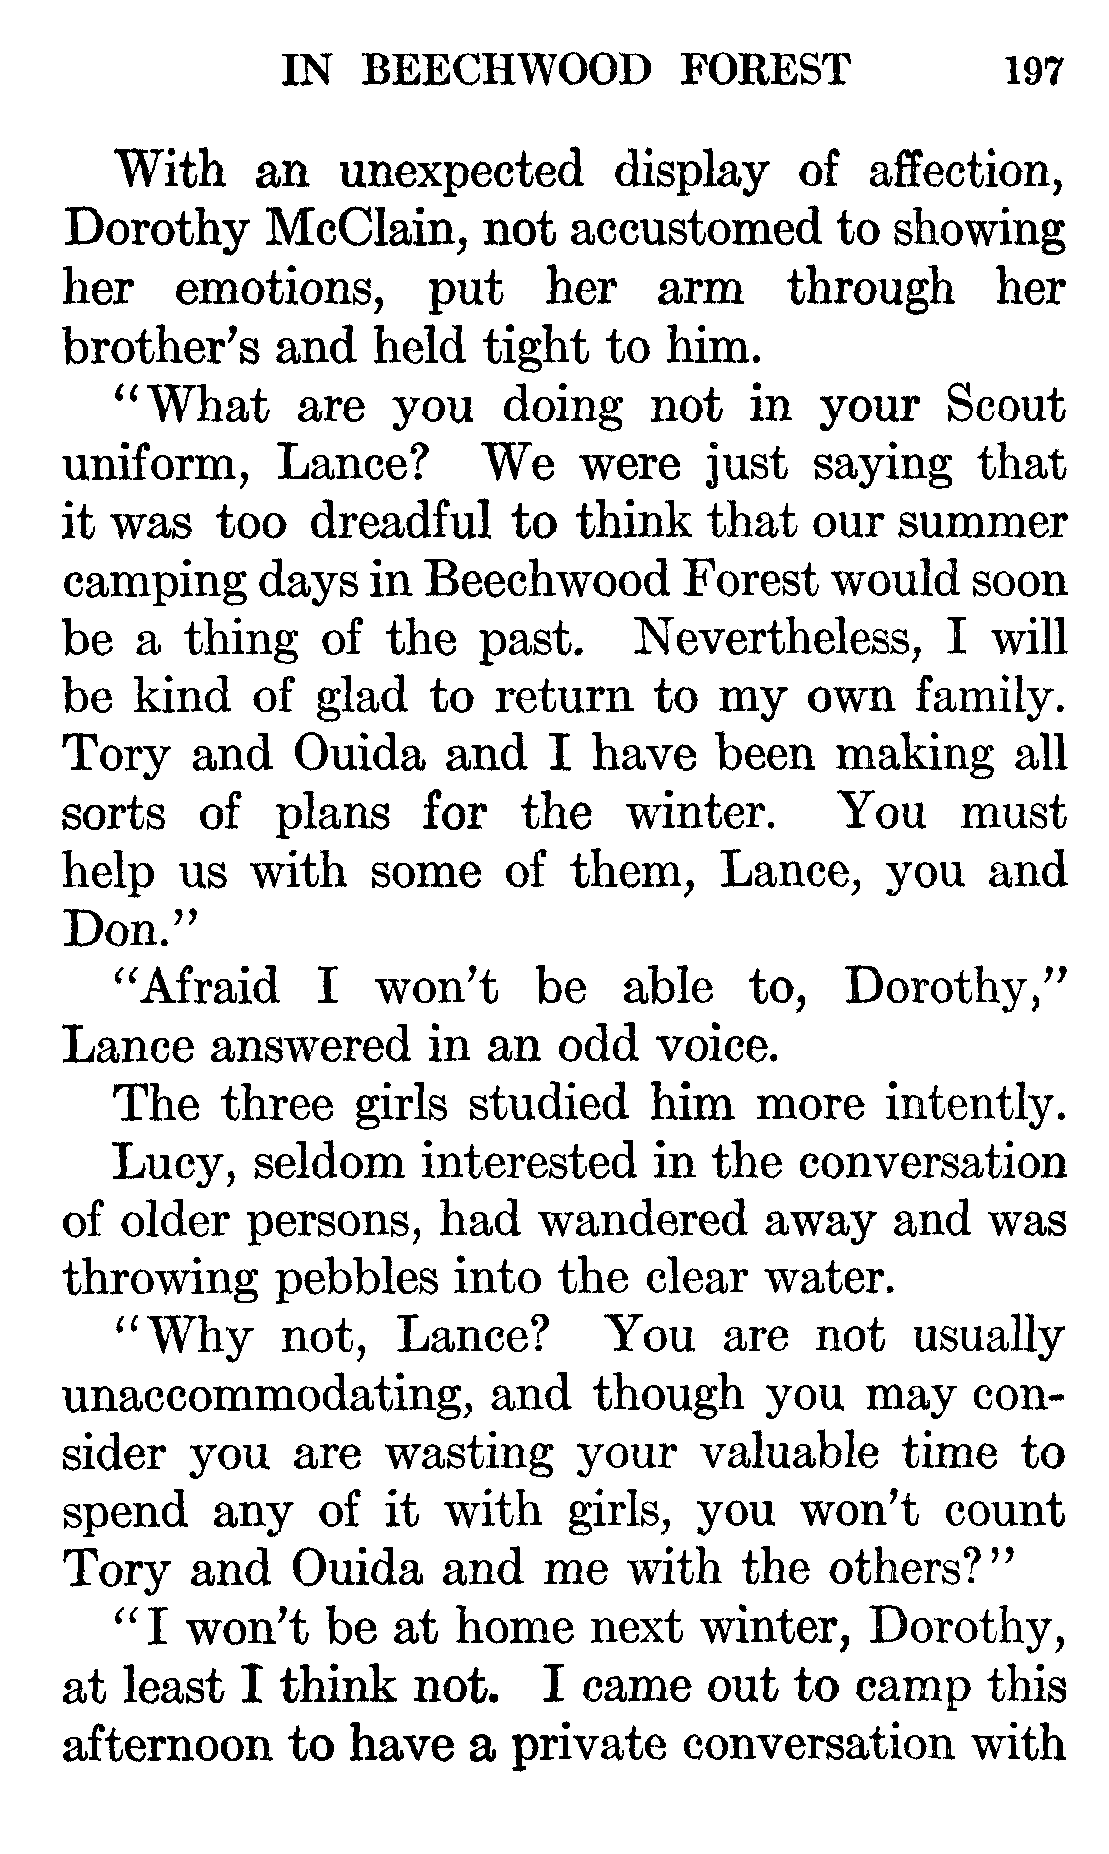 IN BEECHWOOD FOREST 197
With an unexpected display of affection,
Dorothy McClain, not accustomed to showing
her emotions, put her arm through her
brother's and held tight to him.
"What are you doing not in your Scout
uniform, Lance? We were just saying that
it was too dreadful to think that our summer
camping days in Beechwood Forest would soon
be a thing of the past. Nevertheless, I will
be kind of glad to return to my own family.
Tory and Ouida and I have been making all
sorts of plans for the winter. You must
help us with some of them, Lance, you and
Don."
"Afraid I won't be able to, Dorothy,"
Lance answered in an odd voice.
The three girls studied him more intently.
Lucy, seldom interested in the conversation
of older persons, had wandered away and was
throwing pebbles into the clear water.
"Why not, Lance? You are not usually
unaccommodating, and though you may con-
sider you are wasting your valuable time to
spend any of it with girls, you won't count
Tory and Ouida and me with the others?"
"I won't be at home next winter, Dorothy,
at least I think not. I came out to camp this
afternoon to have a private conversation with